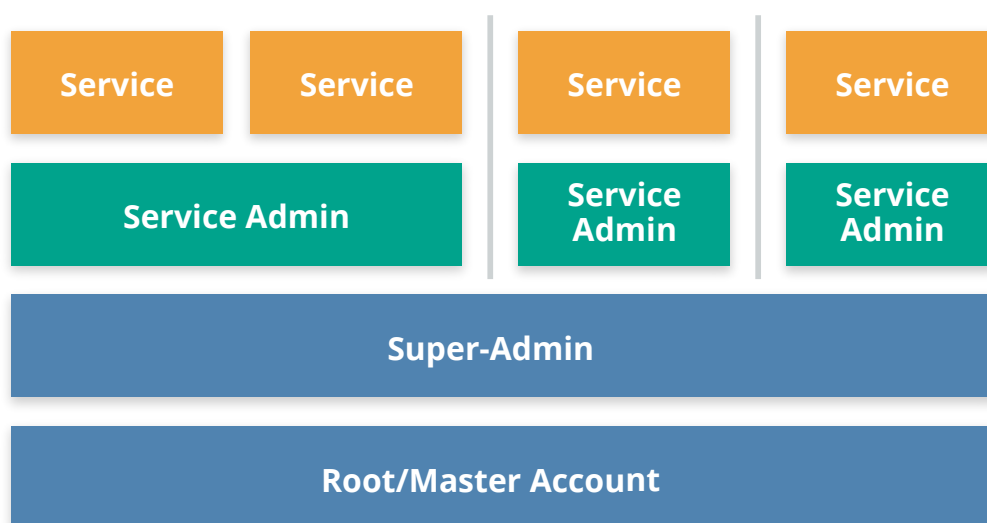 Service
Service
Service
Service
Service Admin
Service
Admin
Service
Admin
Super-Admin
Root/Master Account